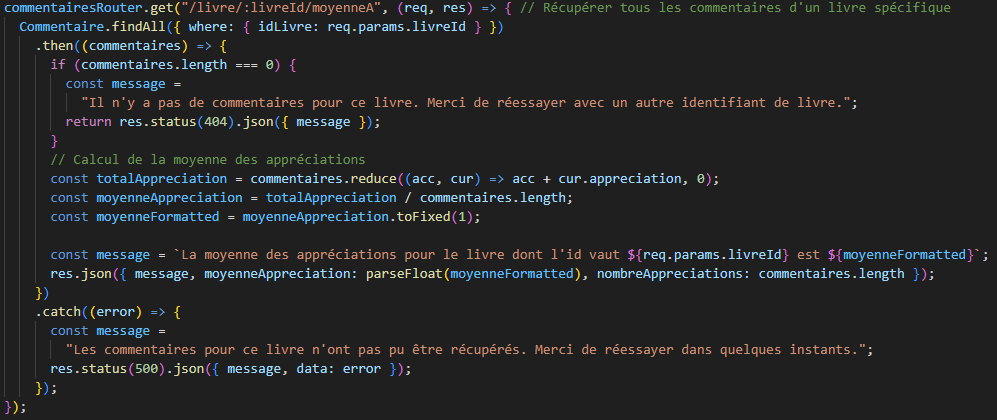 commentairesRouter.get("/livre/:livreId/moyenneA", (req, res) => { // Récupérer tous les commentaires d'un livre spécifique
  Commentaire.findAll({ where: { idLivre: req.params.livreId } })
    .then((commentaires) => {
      if (commentaires.length === 0) {
        const message =
          "Il n'y a pas de commentaires pour ce livre. Merci de réessayer avec un autre identifiant de livre.";
        return res.status(404).json({ message });
      }
      // Calcul de la moyenne des appréciations
      const totalAppreciation = commentaires.reduce((acc, cur) => acc + cur.appreciation, 0);
      const moyenneAppreciation = totalAppreciation / commentaires.length;
      const moyenneFormatted = moyenneAppreciation.toFixed(1);

      const message = `La moyenne des appréciations pour le livre dont l'id vaut ${req.params.livreId} est ${moyenneFormatted}`;
      res.json({ message, moyenneAppreciation: parseFloat(moyenneFormatted), nombreAppreciations: commentaires.length });
    })
    .catch((error) => {
      const message =
        "Les commentaires pour ce livre n'ont pas pu être récupérés. Merci de réessayer dans quelques instants.";
      res.status(500).json({ message, data: error });
    });
});